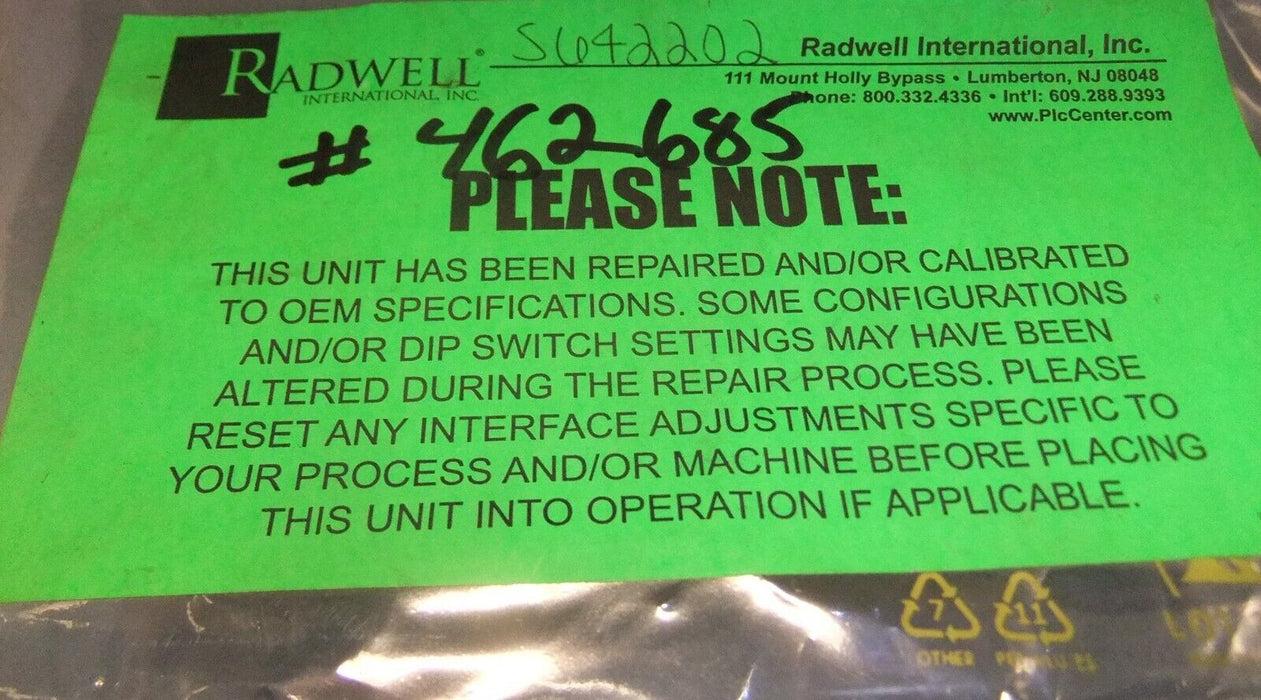 RADWELL®
INTERNATIONAL, INC.
S642202
Radwell International, Inc.
111 Mount Holly Bypass • Lumberton, NJ 08048
Phone: 800.332.4336 • Int'l: 609.288.9393
www.PlcCenter.com
# 462685
PLEASE NOTE:
THIS UNIT HAS BEEN REPAIRED AND/OR CALIBRATED
TO OEM SPECIFICATIONS. SOME CONFIGURATIONS
AND/OR DIP SWITCH SETTINGS MAY HAVE BEEN
ALTERED DURING THE REPAIR PROCESS. PLEASE
RESET ANY INTERFACE ADJUSTMENTS SPECIFIC TO
YOUR PROCESS AND/OR MACHINE BEFORE PLACING
THIS UNIT INTO OPERATION IF APPLICABLE.
7 11
OTHER